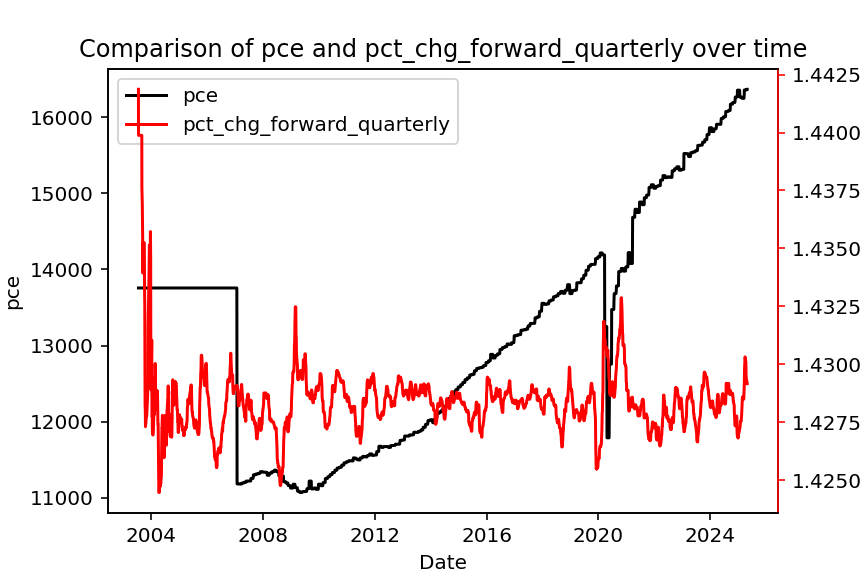 Comparison of pce and pct_chg_forward_quarterly over time
pce
pct_chg_forward_quarterly
16000
15000
14000
13000
12000
11000
pce
1.4425
1.4400
1.4375
1.4350
1.4325
1.4300
1.4275
1.4250
2004 2008 2012 2016 2020 2024
Date